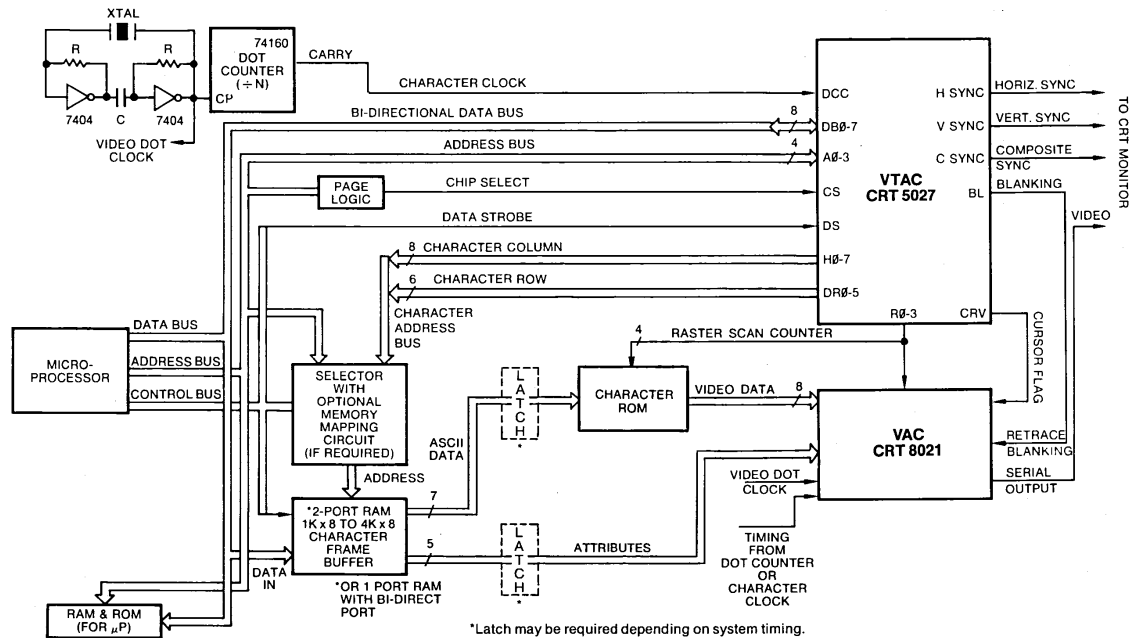 XTAL
R
R
7404
C
7404
VIDEO DOT
CLOCK
CP
74160
DOT
COUNTER
(÷N)
CARRY
CHARACTER CLOCK
BI-DIRECTIONAL DATA BUS
8
ADDRESS BUS
4
PAGE
LOGIC
CHIP SELECT
DATA STROBE
8
CHARACTER COLUMN
6
CHARACTER ROW
CHARACTER
ADDRESS
BUS
DCC
DBØ-7
AØ-3
CS
DS
HØ-7
DRØ-5
VTAC
CRT 5027
H SYNC
V SYNC
C SYNC
BL
RØ-3
CRV
HORIZ. SYNC
VERT. SYNC
COMPOSITE
SYNC
BLANKING
VIDEO
TO CRT MONITOR
CURSOR
FLAG
MICRO-
PROCESSOR
DATA BUS
ADDRESS BUS
CONTROL BUS
SELECTOR
WITH
OPTIONAL
MEMORY
MAPPING
CIRCUIT
(IF REQUIRED)
ADDRESS
ASCII
DATA
LATCH
*
4
RASTER SCAN COUNTER
CHARACTER
ROM
VIDEO DATA
8
VAC
CRT 8021
RETRACE
BLANKING
SERIAL
OUTPUT
VIDEO DOT
CLOCK
TIMING
FROM
DOT COUNTER
OR
CHARACTER
CLOCK
*2-PORT RAM
1K x 8 TO 4K x 8
CHARACTER
FRAME
BUFFER
7
5
LATCH
*
ATTRIBUTES
DATA
IN
*OR 1 PORT RAM
WITH BI-DIRECT
PORT
RAM & ROM
(FOR µP)
*Latch may be required depending on system timing.